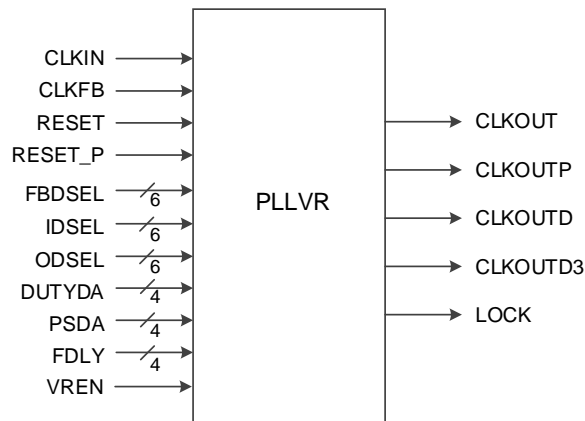 CLKIN
CLKFB
RESET
RESET_P
FBDSEL
6
IDSEL
6
ODSEL
6
DUTYDA
4
PSDA
4
FDLY
4
VREN
PLLVR
CLKOUT
CLKOUTP
CLKOUTD
CLKOUTD3
LOCK